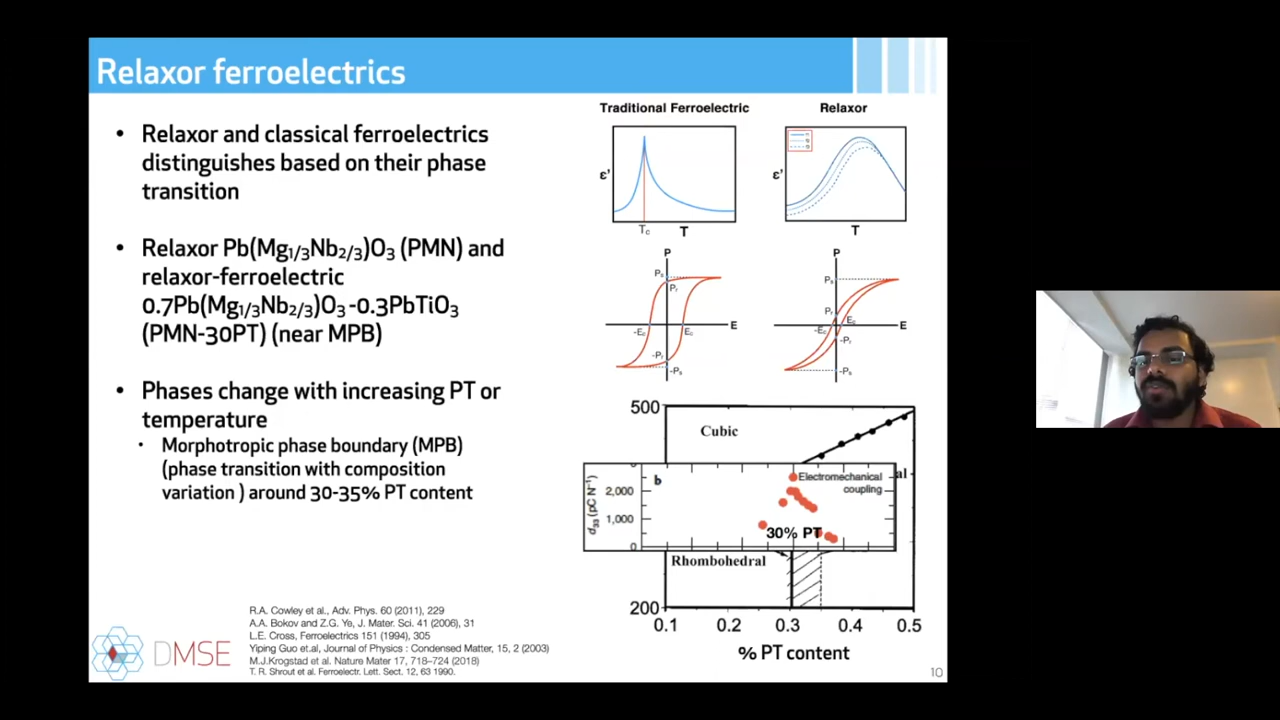 Relaxor ferroelectrics
• Relaxor and classical ferroelectrics
distinguishes based on their phase
transition
• Relaxor Pb(Mg1/3Nb2/3)O3 (PMN) and
relaxor-ferroelectric
0.7Pb(Mg1/3Nb2/3)O3 -0.3PbTiO3
(PMN-30PT) (near MPB)
• Phases change with increasing PT or
temperature
• Morphotropic phase boundary (MPB)
(phase transition with composition
variation ) around 30-35% PT content
Traditional Ferroelectric
Relaxor
ε'
Tc
T
ε'
T
P
Ps
Pr
-Ec
Ec
E
-Pr
-Ps
P
Ps
Pr
-Ec
Ec
E
-Pr
-Ps
500
Cubic
al
b
Electromechanical
coupling
d33 (pC N-1)
2,000
1,000
0
30% PT
Rhombohedral
200
0.1 0.2 0.3 0.4 0.5
% PT content
R.A. Cowley et al., Adv. Phys. 60 (2011), 229
A.A. Bokov and Z.G. Ye, J. Mater. Sci. 41 (2006), 31
L.E. Cross, Ferroelectrics 151 (1994), 305
Yiping Guo et.al, Journal of Physics : Condensed Matter, 15, 2 (2003)
M.J.Krogstad et al. Nature Mater 17, 718–724 (2018)
T. R. Shrout et al. Ferroelectr. Lett. Sect. 12, 63 1990.
DMSE
10